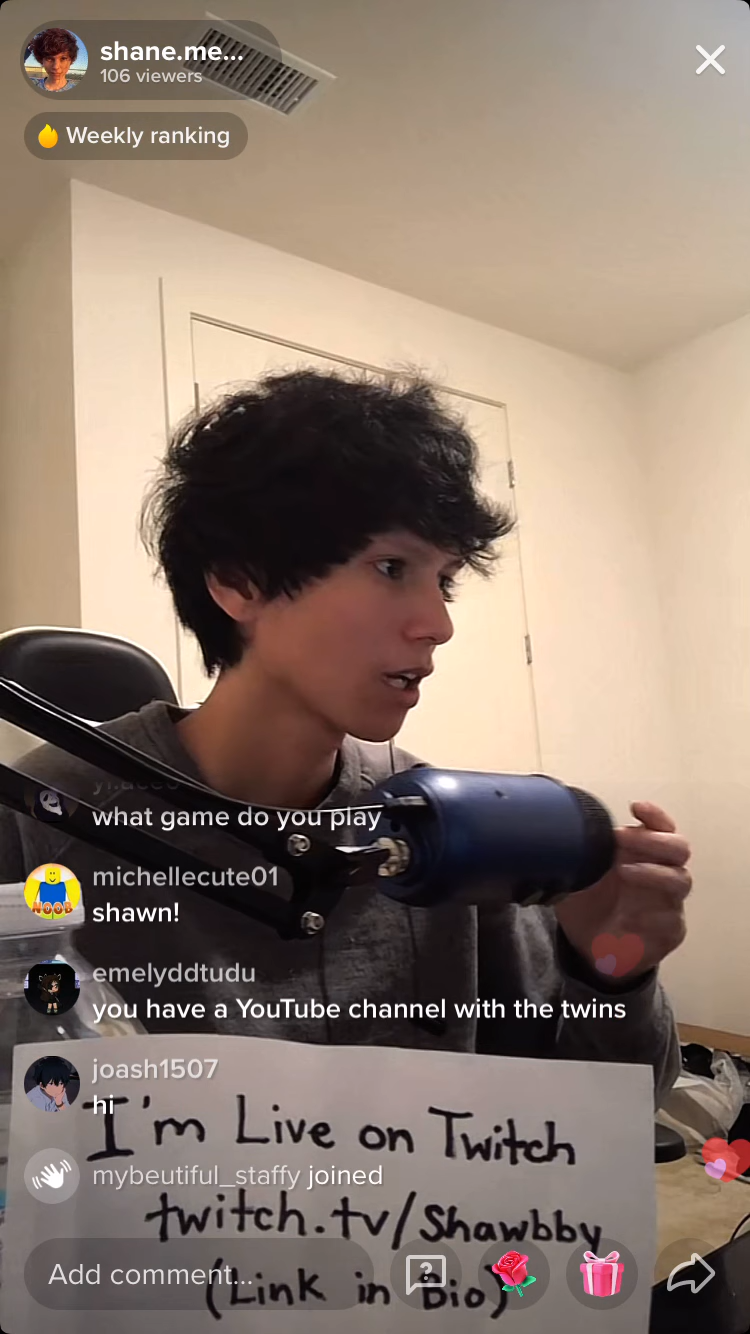 shane.me...
106 viewers
Weekly ranking
what game do you play
michellecute01
shawn!
NOOB
emelyddtudu
you have a YouTube channel with the twins
joash1507
hi
I'm Live on Twitch
mybeutiful_staffy joined
twitch.tv/Shawbby
Add comment...
(Link in Bio)